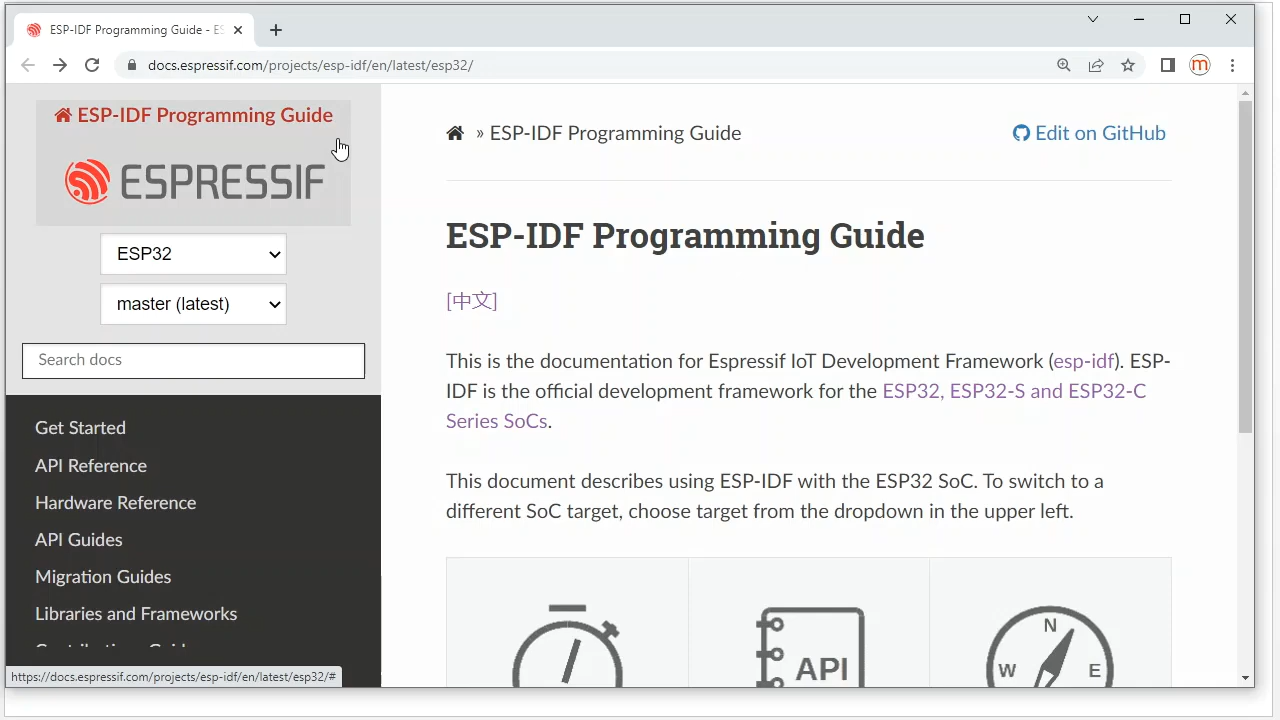 ESP-IDF Programming Guide - ES
docs.espressif.com/projects/esp-idf/en/latest/esp32/
m
ESP-IDF Programming Guide
ESPRESSIF
ESP32
master (latest)
Search docs
Get Started
API Reference
Hardware Reference
API Guides
Migration Guides
Libraries and Frameworks
https://docs.espressif.com/projects/esp-idf/en/latest/esp32/#
» ESP-IDF Programming Guide
Edit on GitHub
ESP-IDF Programming Guide
[中文]
This is the documentation for Espressif IoT Development Framework (esp-idf). ESP-
IDF is the official development framework for the ESP32, ESP32-S and ESP32-C
Series SoCs.
This document describes using ESP-IDF with the ESP32 SoC. To switch to a
different SoC target, choose target from the dropdown in the upper left.
API
N
W E